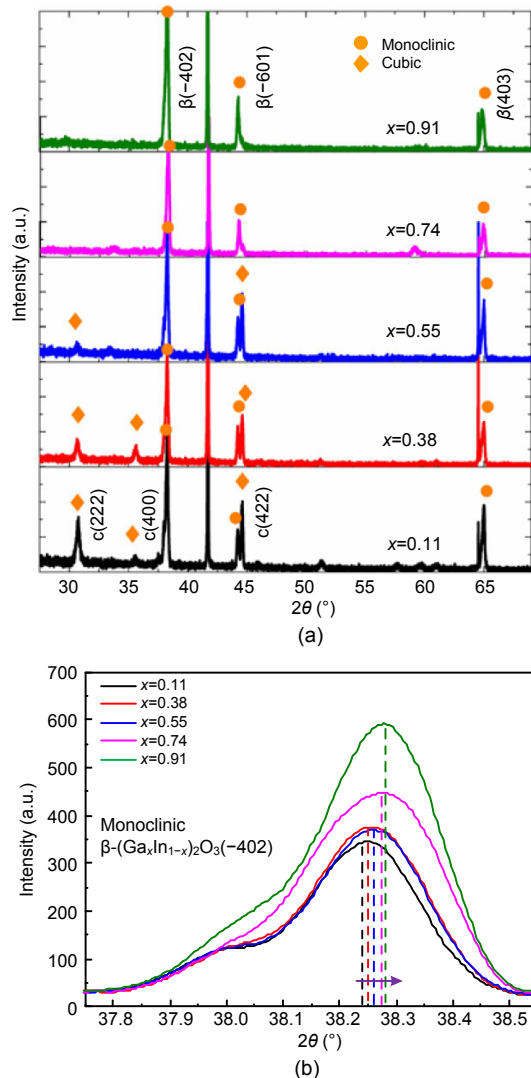 Monoclinic
Cubic
β(−402)
β(−601)
β(403)
x=0.91
x=0.74
x=0.55
x=0.38
c(222)
c(400)
c(422)
x=0.11
Intensity (a.u.)
30 35 40 45 50 55 60 65
2θ (°)
(a)
700
600
500
400
300
200
100
0
x=0.11
x=0.38
x=0.55
x=0.74
x=0.91
Monoclinic
β-(GaₓIn₁₋ₓ)₂O₃(−402)
Intensity (a.u.)
37.8 37.9 38.0 38.1 38.2 38.3 38.4 38.5
2θ (°)
(b)